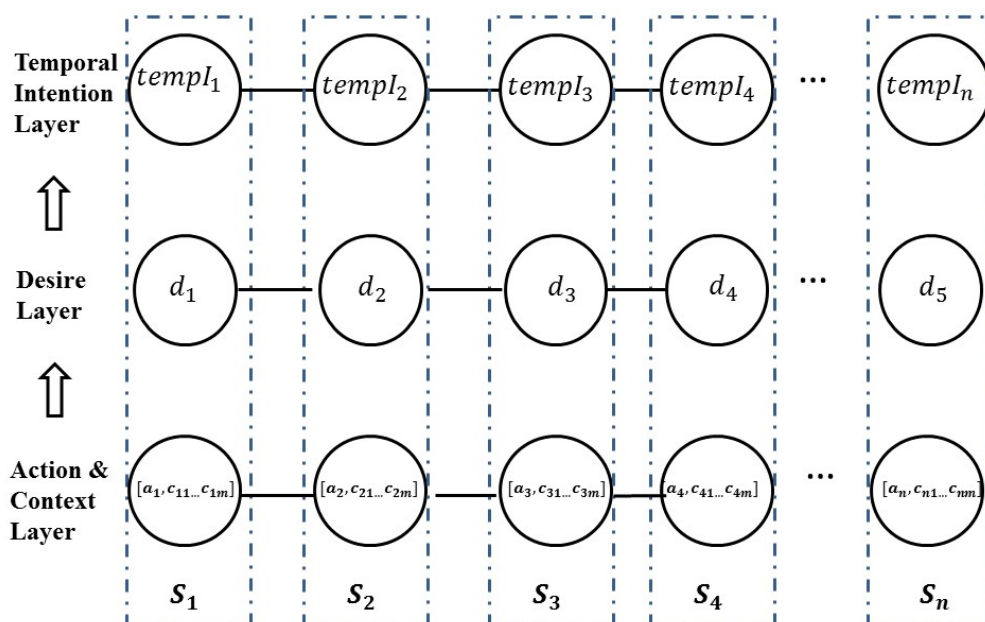 Temporal
Intention
Layer
tempI₁
tempI₂
tempI₃
tempI₄
...
tempIₙ
Desire
Layer
d₁
d₂
d₃
d₄
...
d₅
Action &
Context
Layer
[a₁, c₁₁... c₁ₘ]
[a₂, c₂₁... c₂ₘ]
[a₃, c₃₁... c₃ₘ]
[a₄, c₄₁... c₄ₘ]
...
[aₙ, cₙ₁... cₙₘ]
S₁
S₂
S₃
S₄
Sₙ